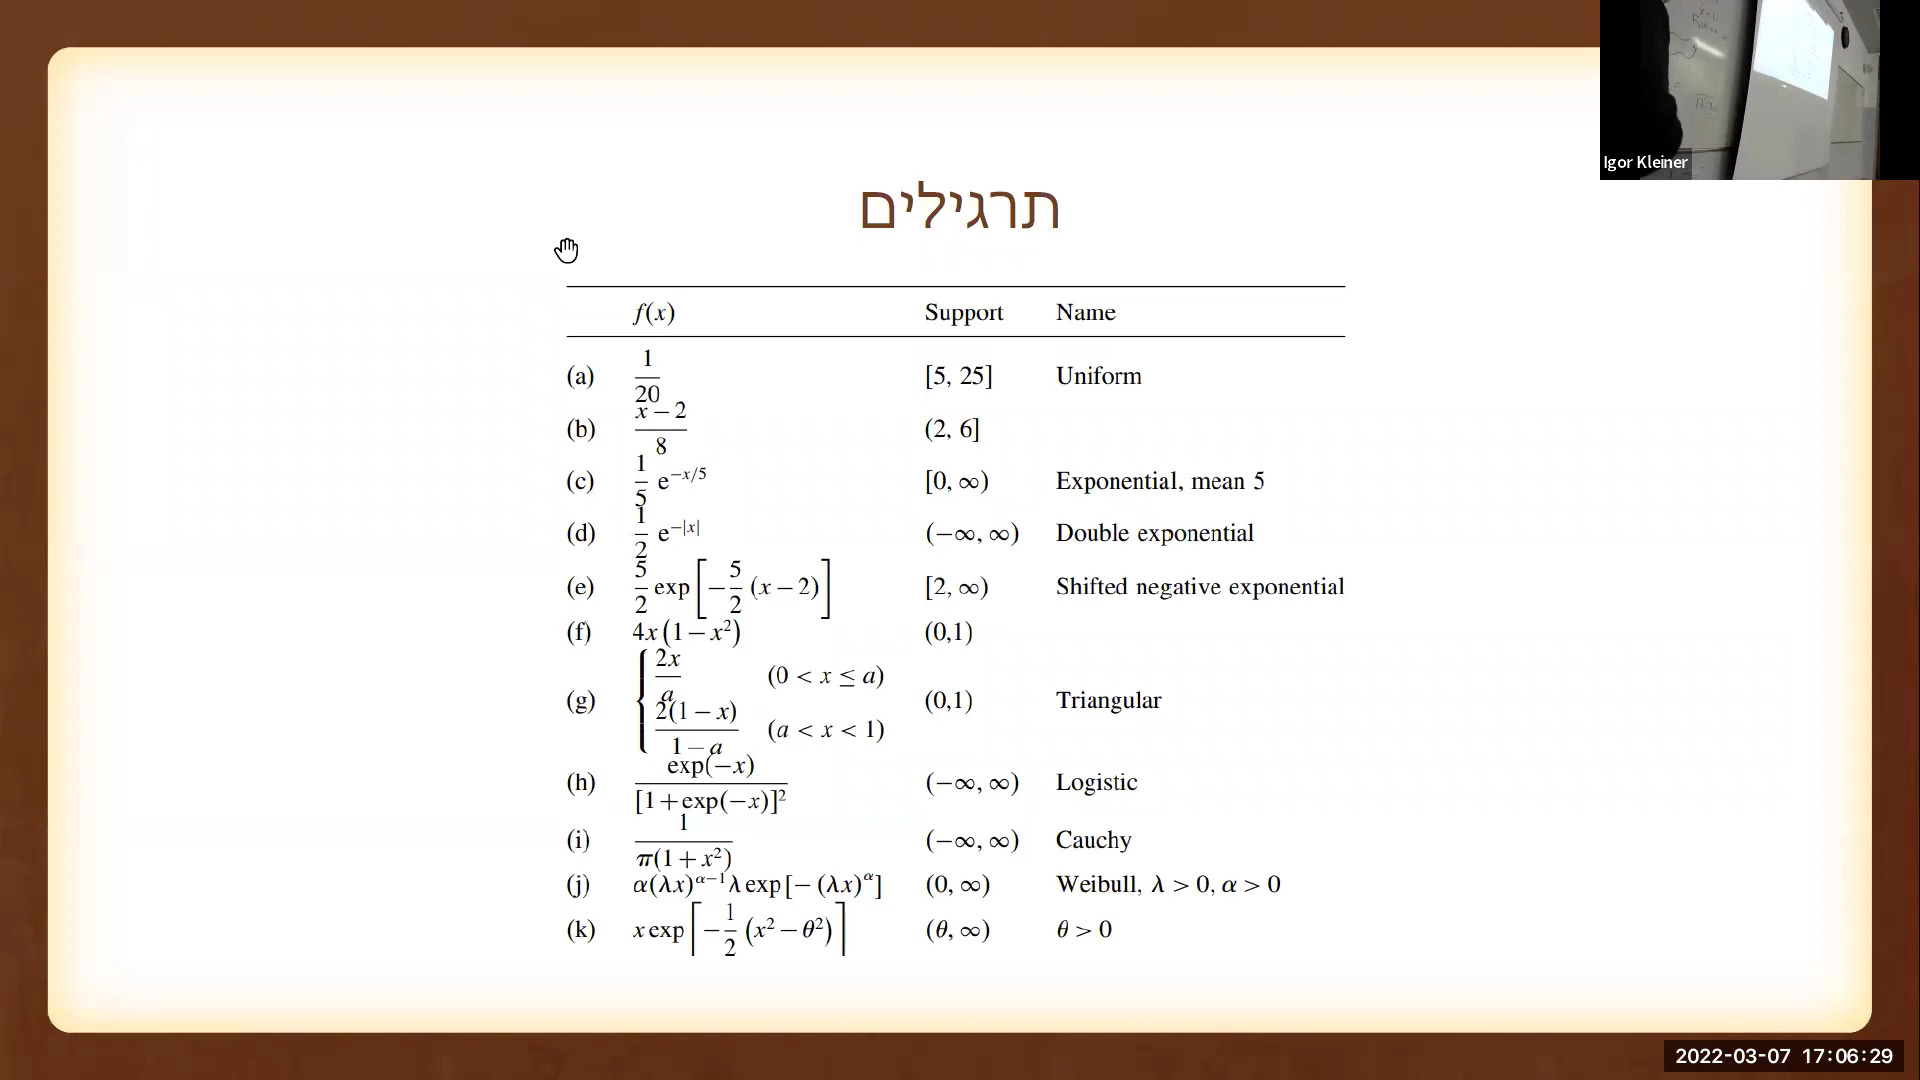 תרגילים
f(x) Support Name
(a) 1/20 [5, 25] Uniform
(b) x − 2/8 (2, 6]
(c) 1/5 e^{−x/5} [0, ∞) Exponential, mean 5
(d) 1/2 e^{−|x|} (−∞, ∞) Double exponential
(e) 5/2 exp[−5/2 (x − 2)] [2, ∞) Shifted negative exponential
(f) 4x(1 − x²) (0,1)
(g) { 2x/a (0 < x ≤ a) 2(1 − x)/1 − a (a < x < 1) (0,1) Triangular
(h) exp(−x)/[1 + exp(−x)]² (−∞, ∞) Logistic
(i) 1/π(1 + x²) (−∞, ∞) Cauchy
(j) α(λx)^{α−1}λ exp[− (λx)^α] (0, ∞) Weibull, λ > 0, α > 0
(k) x exp[−1/2 (x² − θ²)] (θ, ∞) θ > 0
Igor Kleiner
2022-03-07 17:06:29